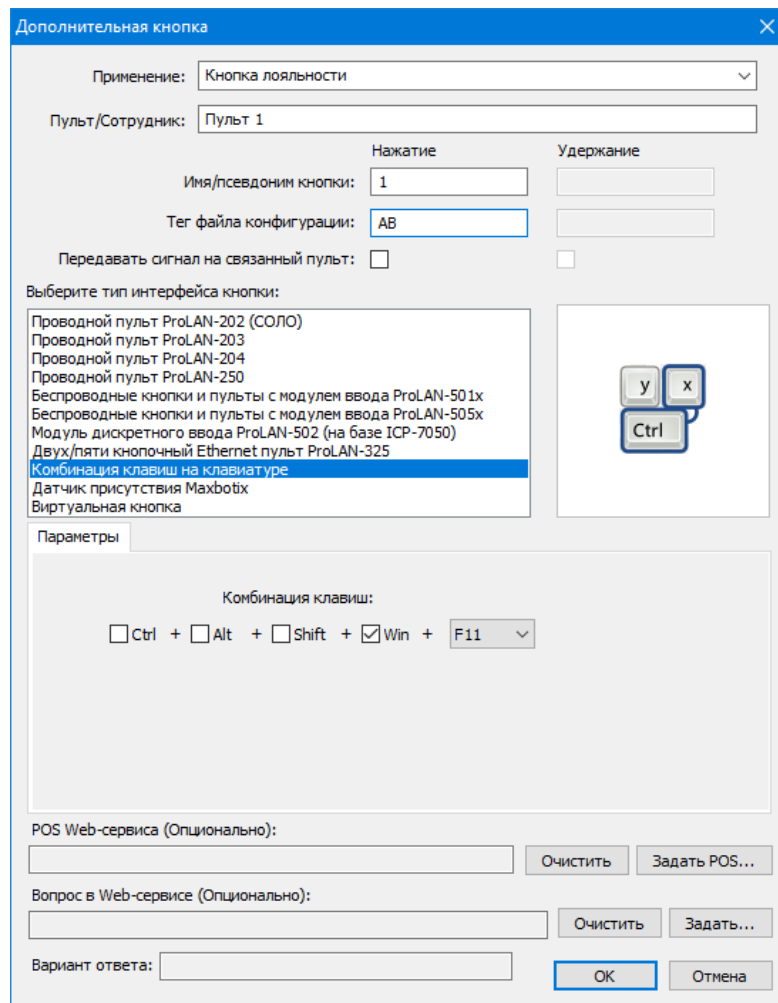 Дополнительная кнопка
Применение: Кнопка лояльности
Пульт/Сотрудник: Пульт 1
Нажатие Удержание
Имя/псевдоним кнопки: 1
Тег файла конфигурации: AB
Передавать сигнал на связанный пульт:
Выберите тип интерфейса кнопки:
Проводной пульт ProLAN-202 (СОЛО)
Проводной пульт ProLAN-203
Проводной пульт ProLAN-204
Проводной пульт ProLAN-250
Беспроводные кнопки и пульты с модулем ввода ProLAN-501x
Беспроводные кнопки и пульты с модулем ввода ProLAN-505x
Модуль дискретного ввода ProLAN-502 (на базе ICP-7050)
Двух/пяти кнопочный Ethernet пульт ProLAN-325
Комбинация клавиш на клавиатуре
Датчик присутствия Maxbotix
Виртуальная кнопка
y x
Ctrl
Параметры
Комбинация клавиш:
Ctrl + Alt + Shift + Win + F11
POS Web-сервиса (Опционально):
Очистить Задать POS...
Вопрос в Web-сервисе (Опционально):
Очистить Задать...
Вариант ответа:
OK Отмена